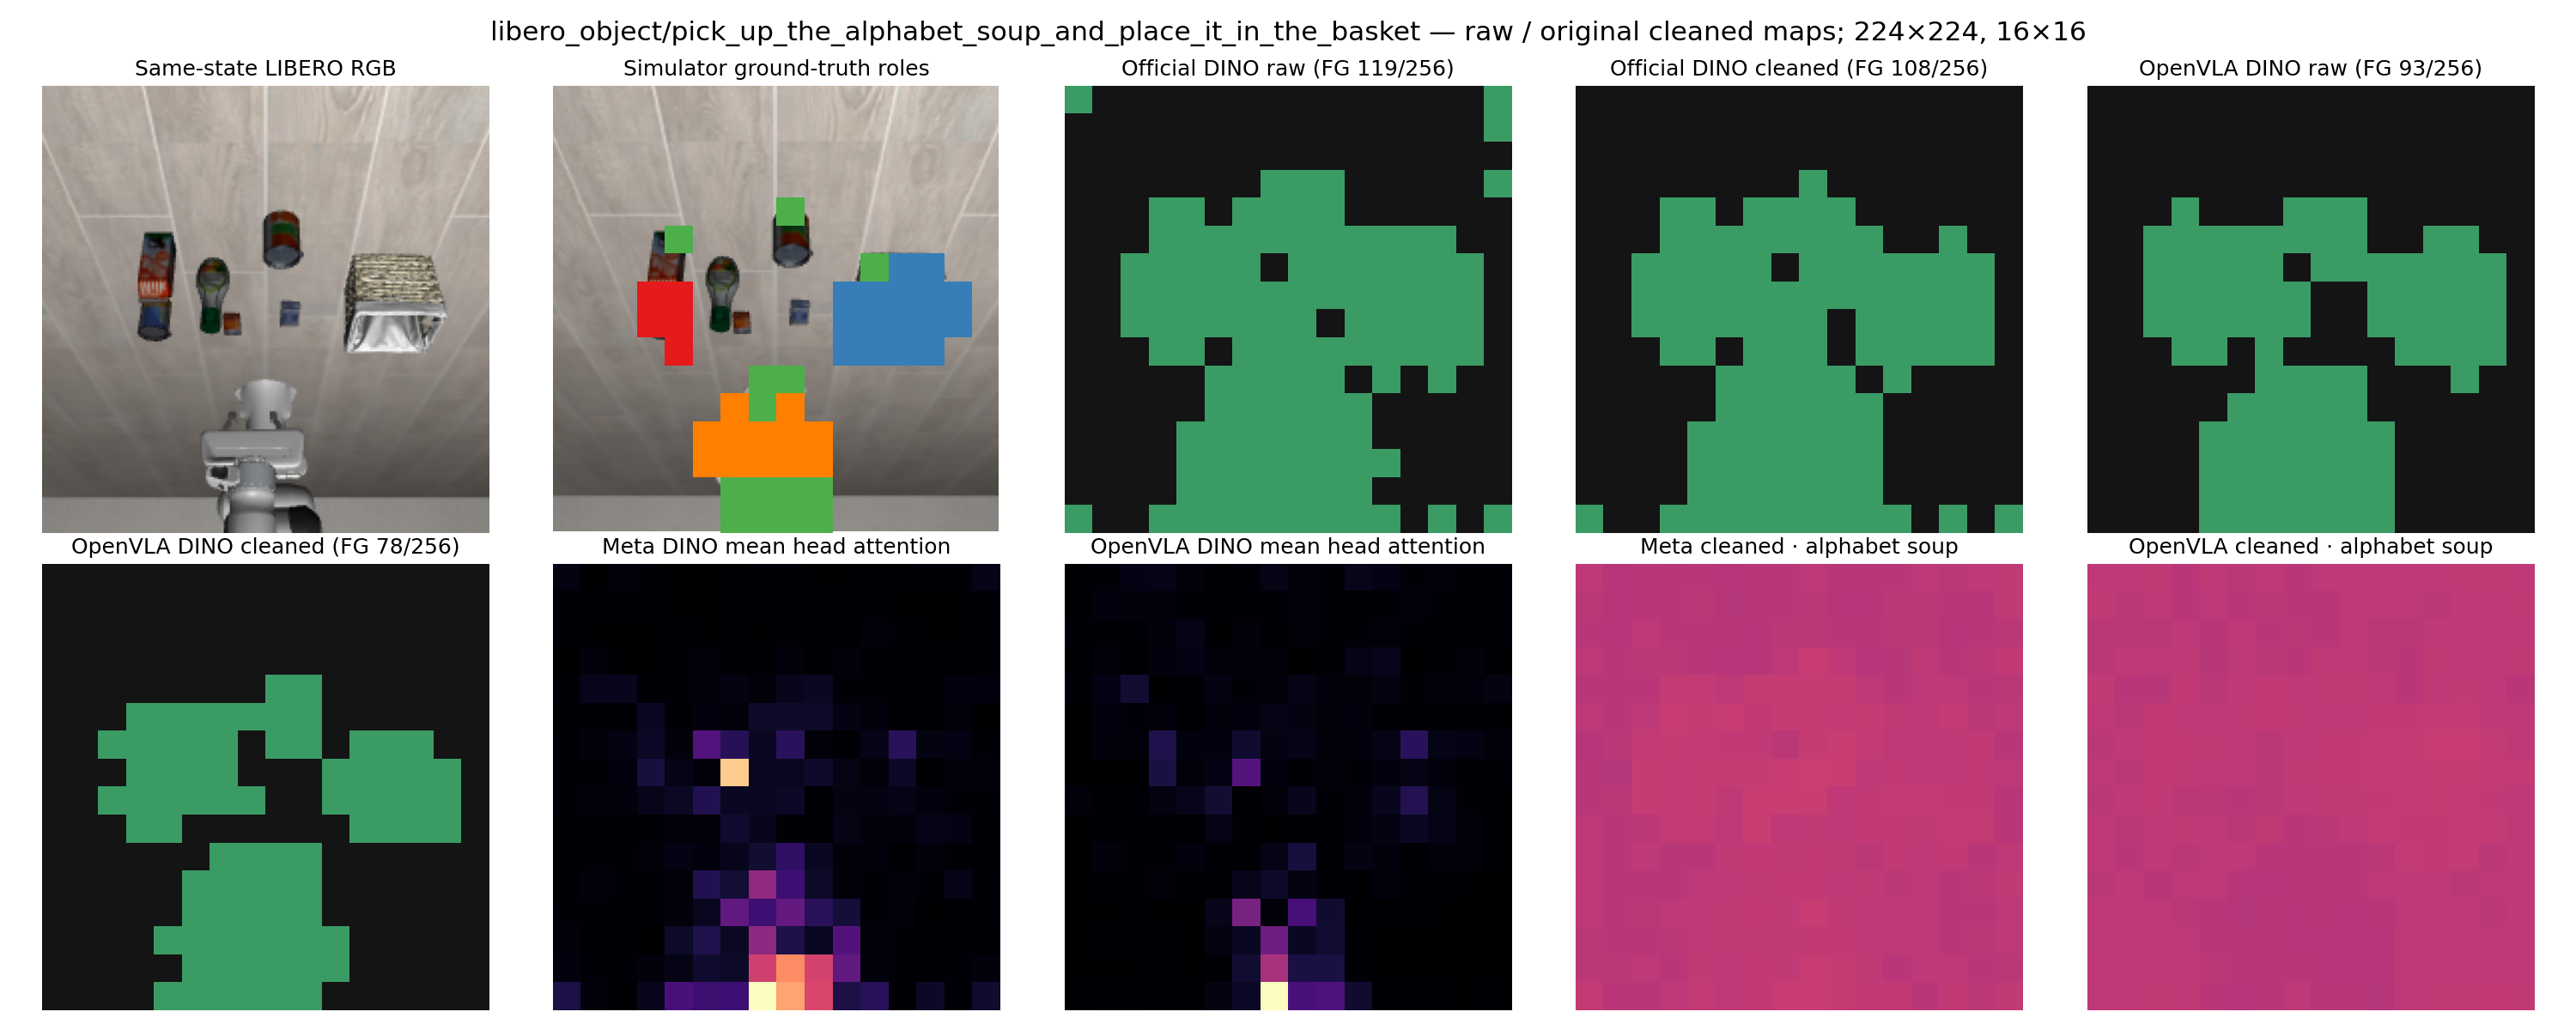 libero_object/pick_up_the_alphabet_soup_and_place_it_in_the_basket — raw / original cleaned maps; 224×224, 16×16
Same-state LIBERO RGB
Simulator ground-truth roles
Official DINO raw (FG 119/256)
Official DINO cleaned (FG 108/256)
OpenVLA DINO raw (FG 93/256)
OpenVLA DINO cleaned (FG 78/256)
Meta DINO mean head attention
OpenVLA DINO mean head attention
Meta cleaned · alphabet soup
OpenVLA cleaned · alphabet soup